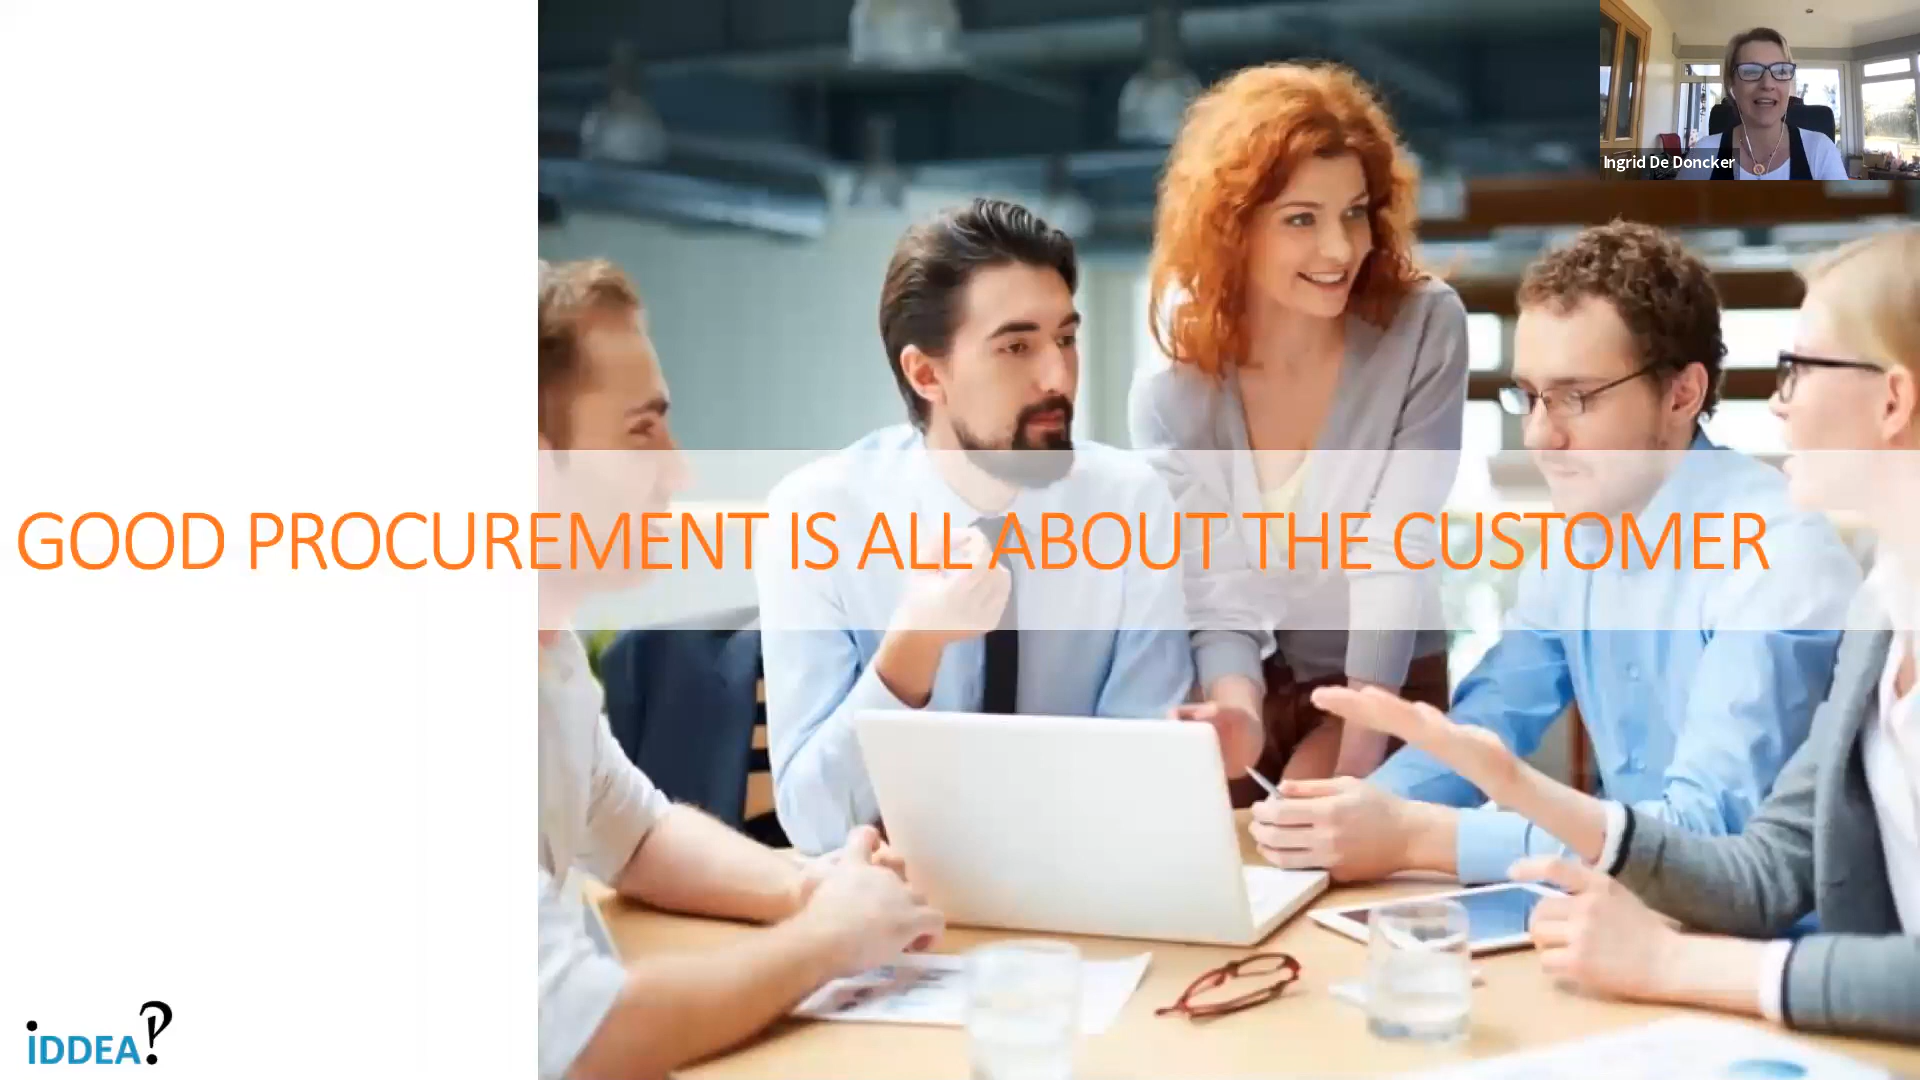 Ingrid De Doncker
GOOD PROCUREMENT IS ALL ABOUT THE CUSTOMER
iDDEA?